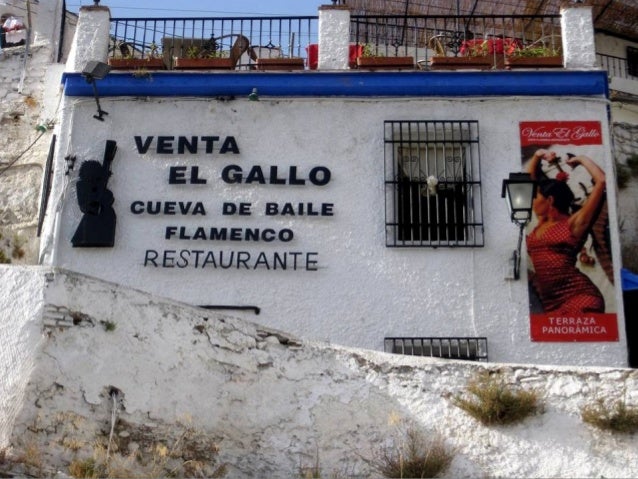 VENTA
EL GALLO
CUEVA DE BAILE
FLAMENCO
RESTAURANTE
Venta El Gallo
TERRAZA
PANORÁMICA